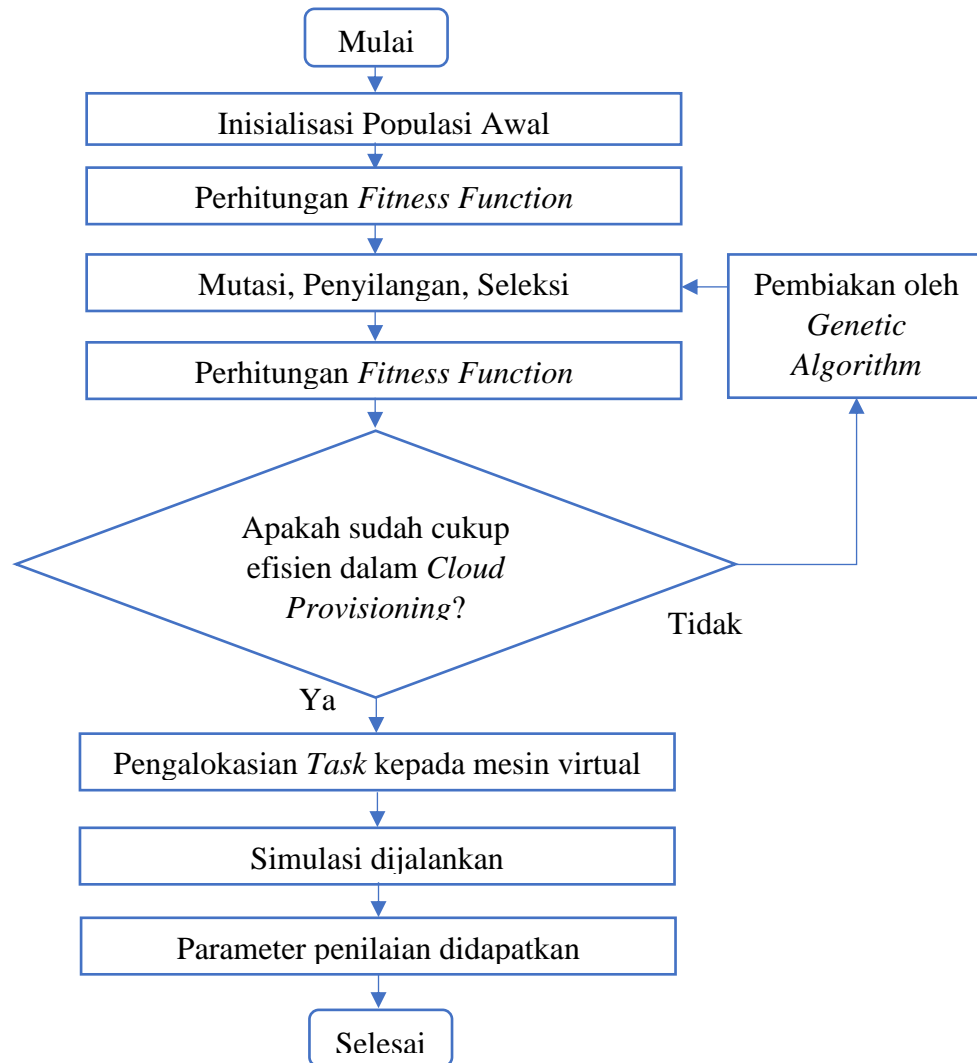 Mulai
Inisialisasi Populasi Awal
Perhitungan Fitness Function
Mutasi, Penyilangan, Seleksi
Pembiakan oleh
Genetic
Algorithm
Perhitungan Fitness Function
Apakah sudah cukup
efisien dalam Cloud
Provisioning?
Tidak
Ya
Pengalokasian Task kepada mesin virtual
Simulasi dijalankan
Parameter penilaian didapatkan
Selesai